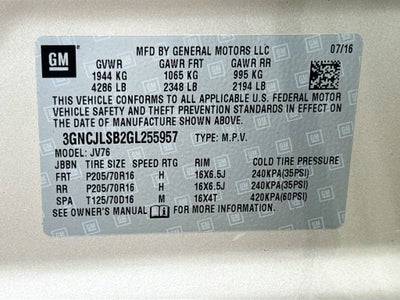 GM
MFD BY GENERAL MOTORS LLC 07/16
GVWR GAWR FRT GAWR RR
1944 KG 1065 KG 995 KG
4286 LB 2348 LB 2194 LB
THIS VEHICLE CONFORMS TO ALL APPLICABLE U.S. FEDERAL MOTOR
VEHICLE SAFETY AND THEFT PREVENTION STANDARDS IN EFFECT ON
THE DATE OF MANUFACTURE SHOWN ABOVE.
3GNCJLSB2GL255957 TYPE: M.P.V.
MODEL: JV76
JBBN TIRE SIZE RIM COLD TIRE PRESSURE
FRT P205/70R16 H 16X6.5J 240KPA(35PSI)
RR P205/70R16 H 16X6.5J 240KPA(35PSI)
SPA T125/70D16 M 16X4T 420KPA(60PSI)
SEE OWNER'S MANUAL FOR MORE INFORMATION.